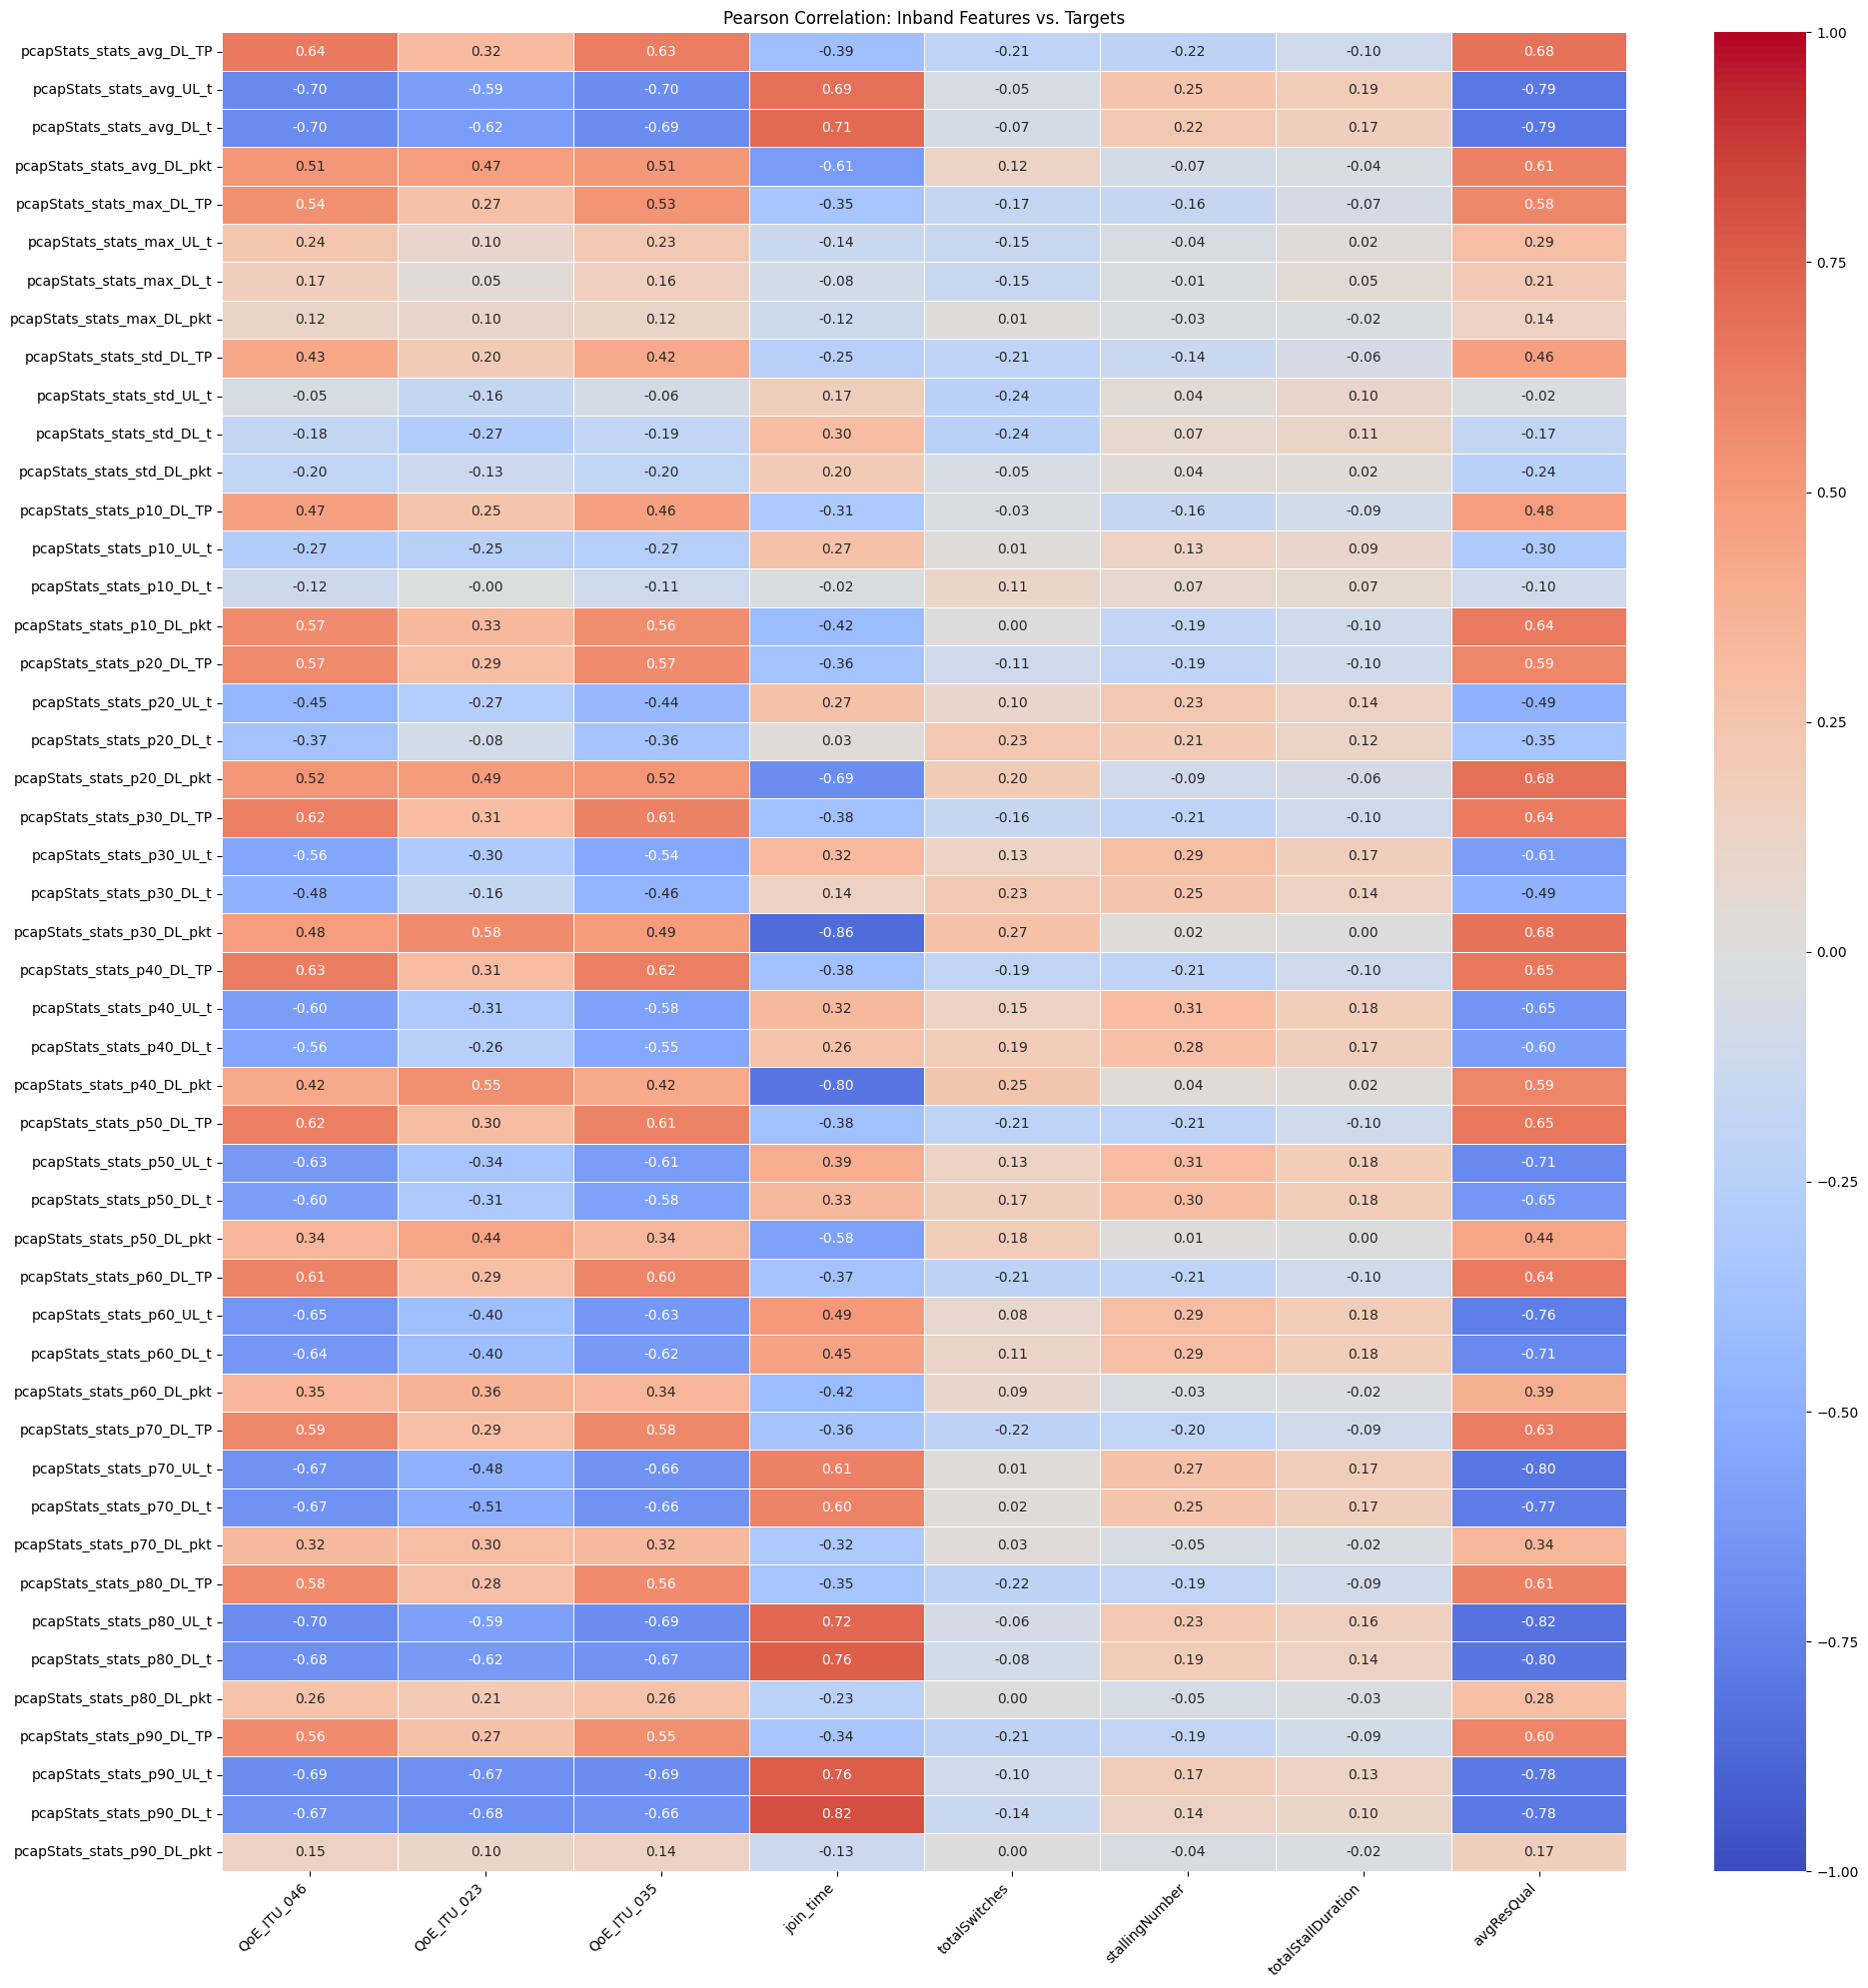 Pearson Correlation: Inband Features vs. Targets
pcapStats_stats_avg_DL_TP 0.64 0.32 0.63 -0.39 -0.21 -0.22 -0.10 0.68
pcapStats_stats_avg_UL_t -0.70 -0.59 -0.70 0.69 -0.05 0.25 0.19 -0.79
pcapStats_stats_avg_DL_t -0.70 -0.62 -0.69 0.71 -0.07 0.22 0.17 -0.79
pcapStats_stats_avg_DL_pkt 0.51 0.47 0.51 -0.61 0.12 -0.07 -0.04 0.61
pcapStats_stats_max_DL_TP 0.54 0.27 0.53 -0.35 -0.17 -0.16 -0.07 0.58
pcapStats_stats_max_UL_t 0.24 0.10 0.23 -0.14 -0.15 -0.04 0.02 0.29
pcapStats_stats_max_DL_t 0.17 0.05 0.16 -0.08 -0.15 -0.01 0.05 0.21
pcapStats_stats_max_DL_pkt 0.12 0.10 0.12 -0.12 0.01 -0.03 -0.02 0.14
pcapStats_stats_std_DL_TP 0.43 0.20 0.42 -0.25 -0.21 -0.14 -0.06 0.46
pcapStats_stats_std_UL_t -0.05 -0.16 -0.06 0.17 -0.24 0.04 0.10 -0.02
pcapStats_stats_std_DL_t -0.18 -0.27 -0.19 0.30 -0.24 0.07 0.11 -0.17
pcapStats_stats_std_DL_pkt -0.20 -0.13 -0.20 0.20 -0.05 0.04 0.02 -0.24
pcapStats_stats_p10_DL_TP 0.47 0.25 0.46 -0.31 -0.03 -0.16 -0.09 0.48
pcapStats_stats_p10_UL_t -0.27 -0.25 -0.27 0.27 0.01 0.13 0.09 -0.30
pcapStats_stats_p10_DL_t -0.12 -0.00 -0.11 -0.02 0.11 0.07 0.07 -0.10
pcapStats_stats_p10_DL_pkt 0.57 0.33 0.56 -0.42 0.00 -0.19 -0.10 0.64
pcapStats_stats_p20_DL_TP 0.57 0.29 0.57 -0.36 -0.11 -0.19 -0.10 0.59
pcapStats_stats_p20_UL_t -0.45 -0.27 -0.44 0.27 0.10 0.23 0.14 -0.49
pcapStats_stats_p20_DL_t -0.37 -0.08 -0.36 0.03 0.23 0.21 0.12 -0.35
pcapStats_stats_p20_DL_pkt 0.52 0.49 0.52 -0.69 0.20 -0.09 -0.06 0.68
pcapStats_stats_p30_DL_TP 0.62 0.31 0.61 -0.38 -0.16 -0.21 -0.10 0.64
pcapStats_stats_p30_UL_t -0.56 -0.30 -0.54 0.32 0.13 0.29 0.17 -0.61
pcapStats_stats_p30_DL_t -0.48 -0.16 -0.46 0.14 0.23 0.25 0.14 -0.49
pcapStats_stats_p30_DL_pkt 0.48 0.58 0.49 -0.86 0.27 0.02 0.00 0.68
pcapStats_stats_p40_DL_TP 0.63 0.31 0.62 -0.38 -0.19 -0.21 -0.10 0.65
pcapStats_stats_p40_UL_t -0.60 -0.31 -0.58 0.32 0.15 0.31 0.18 -0.65
pcapStats_stats_p40_DL_t -0.56 -0.26 -0.55 0.26 0.19 0.28 0.17 -0.60
pcapStats_stats_p40_DL_pkt 0.42 0.55 0.42 -0.80 0.25 0.04 0.02 0.59
pcapStats_stats_p50_DL_TP 0.62 0.30 0.61 -0.38 -0.21 -0.21 -0.10 0.65
pcapStats_stats_p50_UL_t -0.63 -0.34 -0.61 0.39 0.13 0.31 0.18 -0.71
pcapStats_stats_p50_DL_t -0.60 -0.31 -0.58 0.33 0.17 0.30 0.18 -0.65
pcapStats_stats_p50_DL_pkt 0.34 0.44 0.34 -0.58 0.18 0.01 0.00 0.44
pcapStats_stats_p60_DL_TP 0.61 0.29 0.60 -0.37 -0.21 -0.21 -0.10 0.64
pcapStats_stats_p60_UL_t -0.65 -0.40 -0.63 0.49 0.08 0.29 0.18 -0.76
pcapStats_stats_p60_DL_t -0.64 -0.40 -0.62 0.45 0.11 0.29 0.18 -0.71
pcapStats_stats_p60_DL_pkt 0.35 0.36 0.34 -0.42 0.09 -0.03 -0.02 0.39
pcapStats_stats_p70_DL_TP 0.59 0.29 0.58 -0.36 -0.22 -0.20 -0.09 0.63
pcapStats_stats_p70_UL_t -0.67 -0.48 -0.66 0.61 0.01 0.27 0.17 -0.80
pcapStats_stats_p70_DL_t -0.67 -0.51 -0.66 0.60 0.02 0.25 0.17 -0.77
pcapStats_stats_p70_DL_pkt 0.32 0.30 0.32 -0.32 0.03 -0.05 -0.02 0.34
pcapStats_stats_p80_DL_TP 0.58 0.28 0.56 -0.35 -0.22 -0.19 -0.09 0.61
pcapStats_stats_p80_UL_t -0.70 -0.59 -0.69 0.72 -0.06 0.23 0.16 -0.82
pcapStats_stats_p80_DL_t -0.68 -0.62 -0.67 0.76 -0.08 0.19 0.14 -0.80
pcapStats_stats_p80_DL_pkt 0.26 0.21 0.26 -0.23 0.00 -0.05 -0.03 0.28
pcapStats_stats_p90_DL_TP 0.56 0.27 0.55 -0.34 -0.21 -0.19 -0.09 0.60
pcapStats_stats_p90_UL_t -0.69 -0.67 -0.69 0.76 -0.10 0.17 0.13 -0.78
pcapStats_stats_p90_DL_t -0.67 -0.68 -0.66 0.82 -0.14 0.14 0.10 -0.78
pcapStats_stats_p90_DL_pkt 0.15 0.10 0.14 -0.13 0.00 -0.04 -0.02 0.17
QoE_ITU_046 QoE_ITU_023 QoE_ITU_035 join_time totalSwitches stallingNumber totalStallDuration avgResQual
1.00
0.75
0.50
0.25
0.00
−0.25
−0.50
−0.75
−1.00